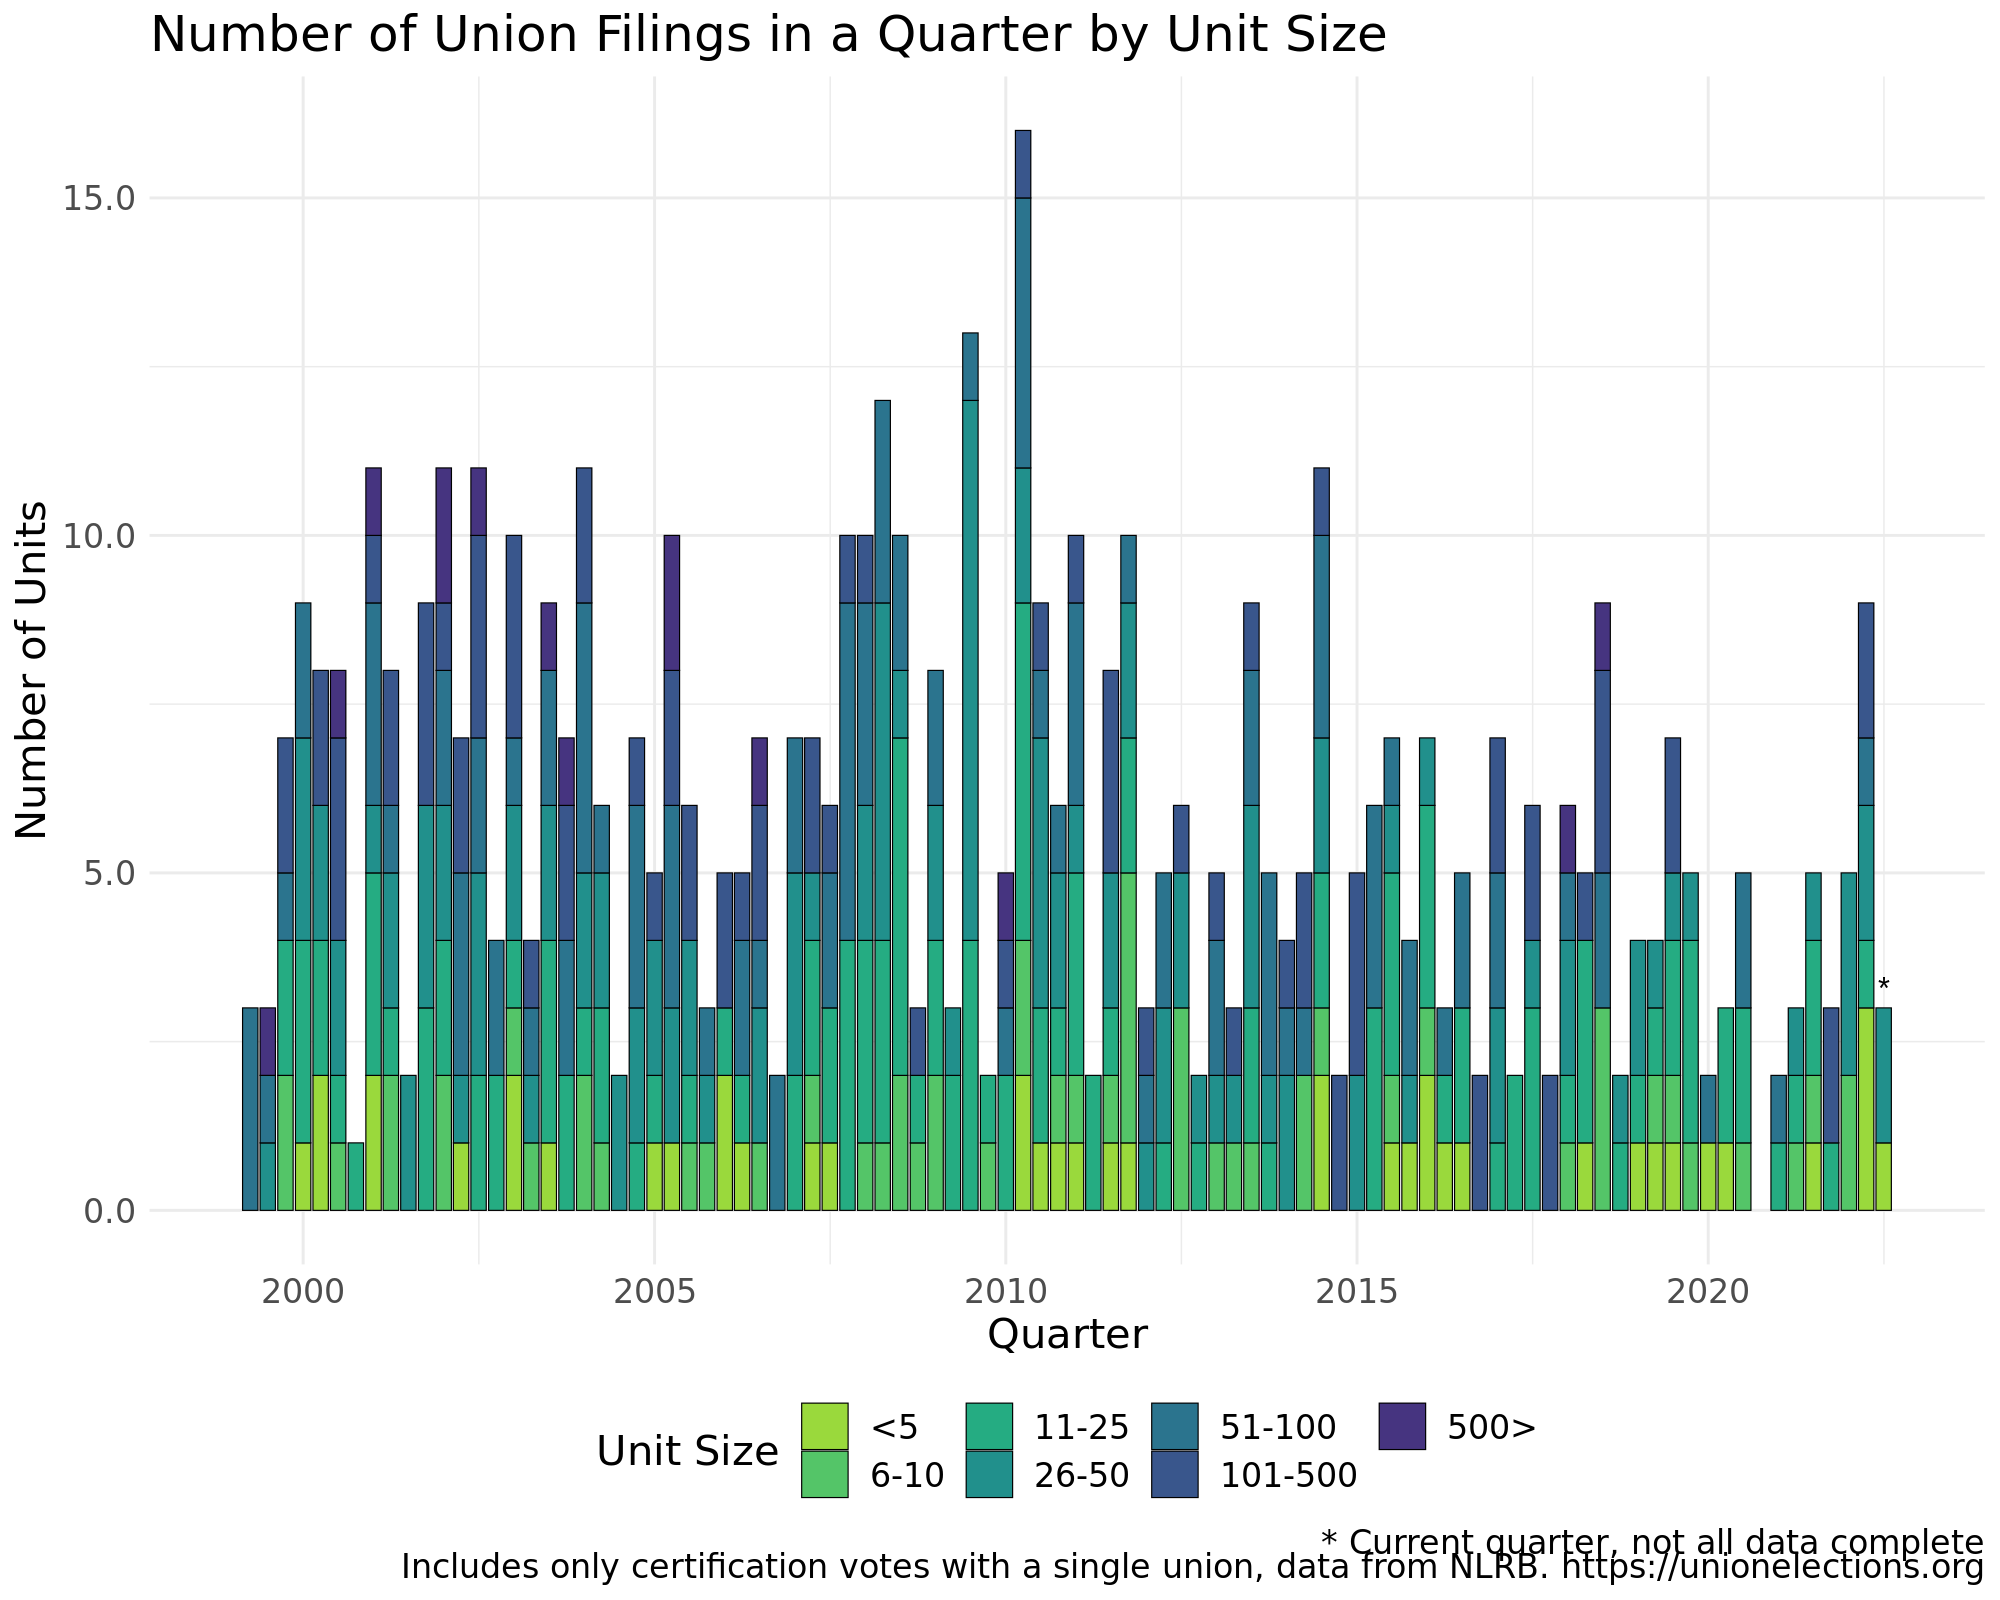 Number of Union Filings in a Quarter by Unit Size
Number of Units
15.0
10.0
5.0
0.0
*
2000 2005 2010 2015 2020
Quarter
Unit Size
<5 11-25 51-100 500>
6-10 26-50 101-500
* Current quarter, not all data complete
Includes only certification votes with a single union, data from NLRB. https://unionelections.org